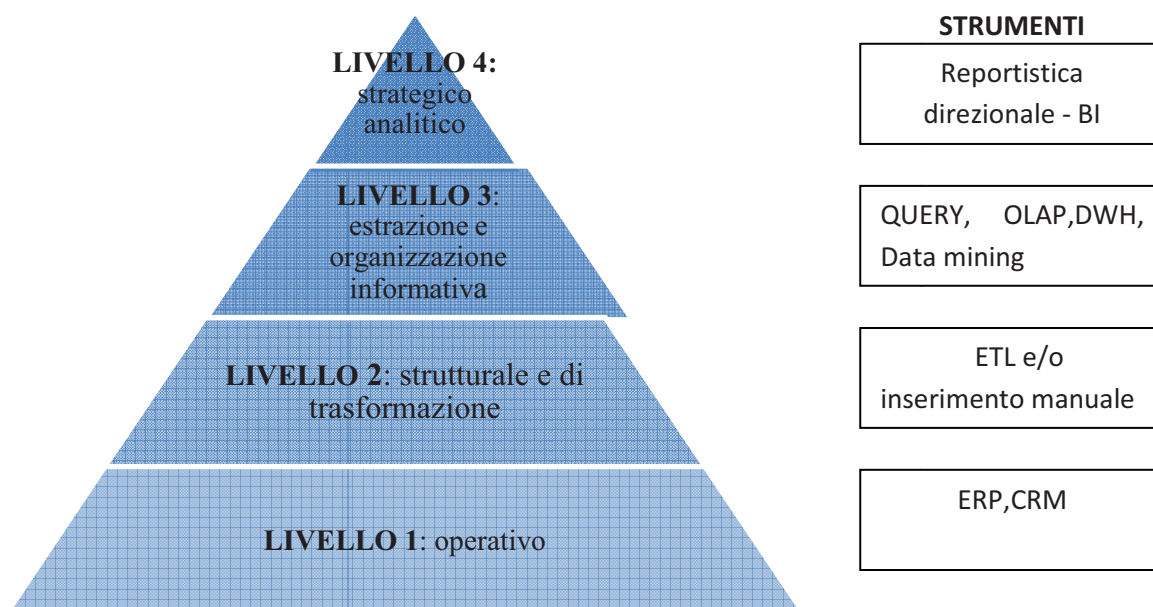 STRUMENTI
LIVELLO 4:
strategico
analitico
Reportistica
direzionale - BI
LIVELLO 3:
estrazione e
organizzazione
informativa
QUERY, OLAP,DWH,
Data mining
LIVELLO 2: strutturale e di
trasformazione
ETL e/o
inserimento manuale
LIVELLO 1: operativo
ERP,CRM